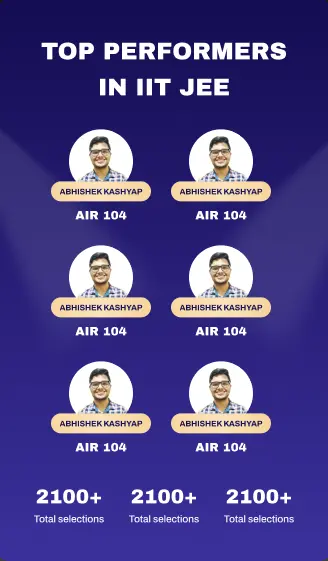 TOP PERFORMERS
IN IIT JEE
ABHISHEK KASHYAP ABHISHEK KASHYAP
AIR 104 AIR 104
ABHISHEK KASHYAP ABHISHEK KASHYAP
AIR 104 AIR 104
ABHISHEK KASHYAP ABHISHEK KASHYAP
AIR 104 AIR 104
2100+ 2100+ 2100+
Total selections Total selections Total selections